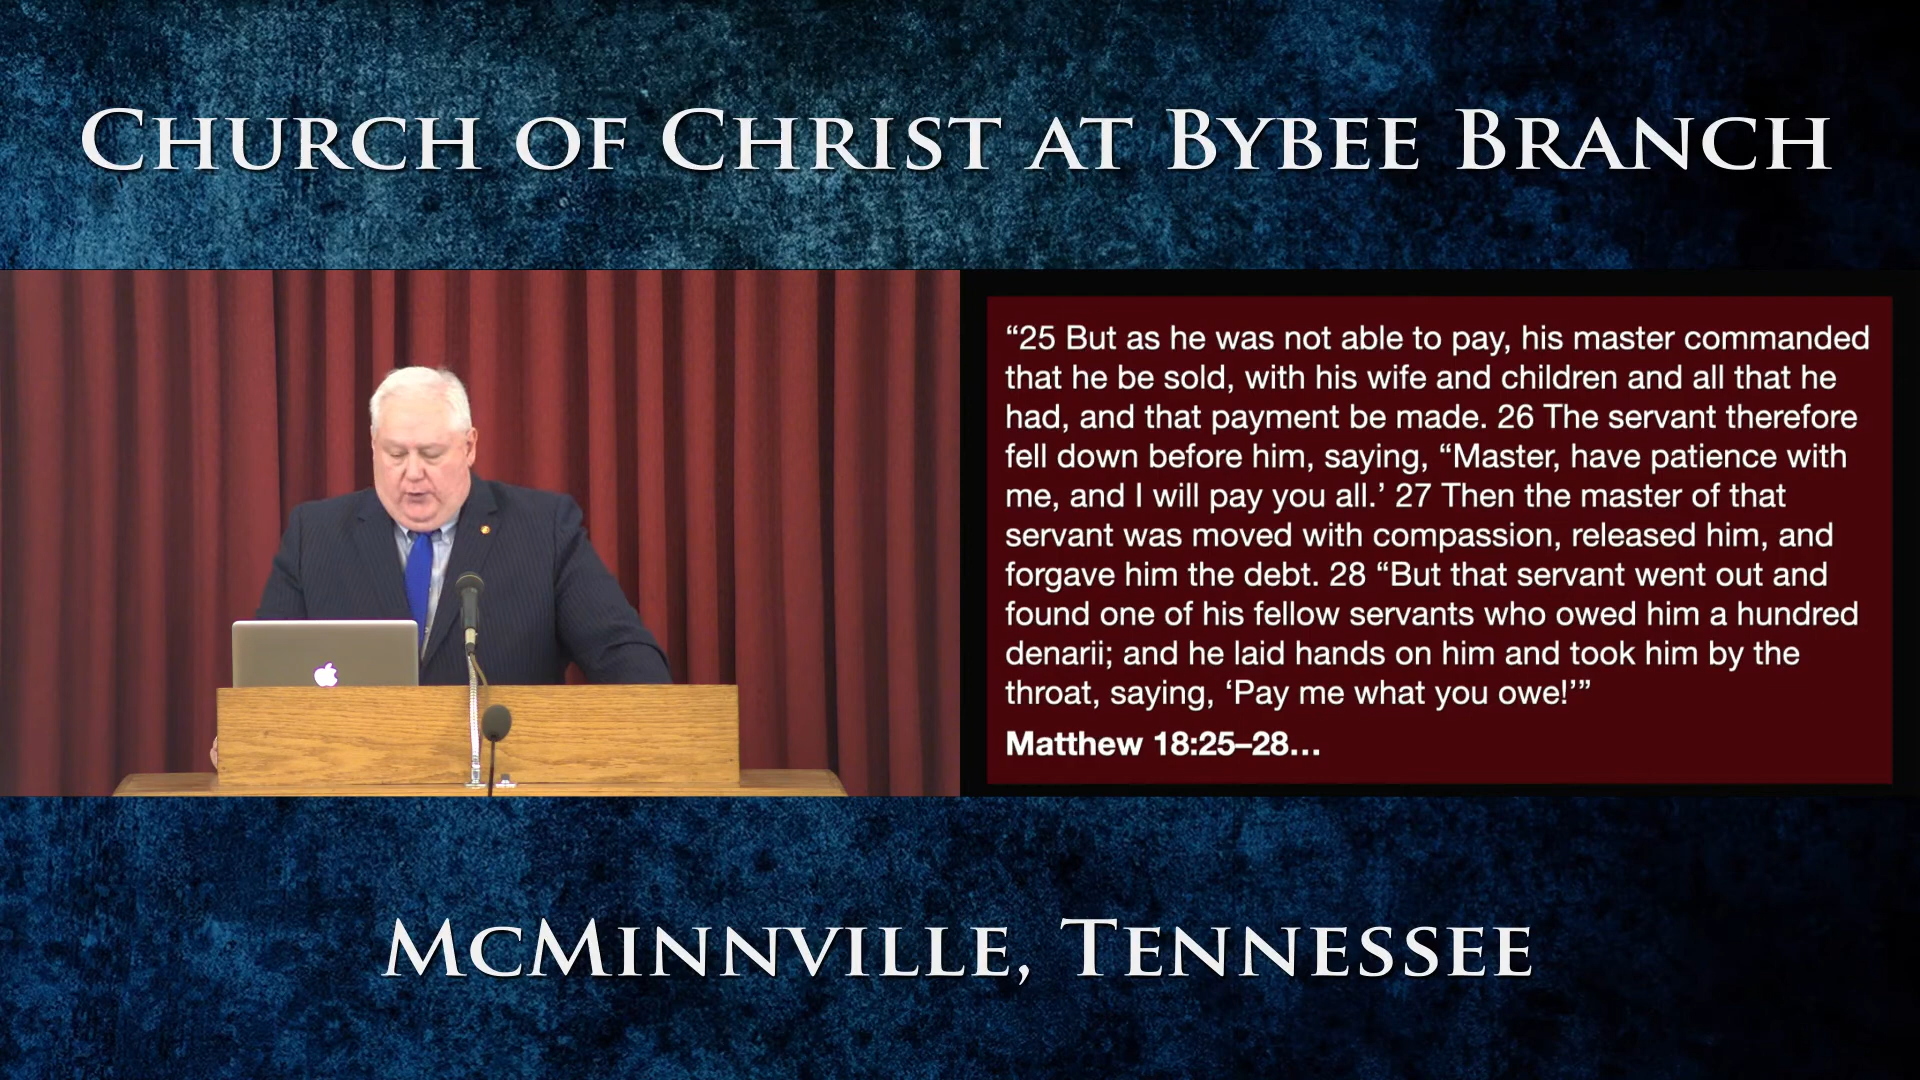 Church of Christ at Bybee Branch
“25 But as he was not able to pay, his master commanded
that he be sold, with his wife and children and all that he
had, and that payment be made. 26 The servant therefore
fell down before him, saying, “Master, have patience with
me, and I will pay you all.’ 27 Then the master of that
servant was moved with compassion, released him, and
forgave him the debt. 28 “But that servant went out and
found one of his fellow servants who owed him a hundred
denarii; and he laid hands on him and took him by the
throat, saying, ‘Pay me what you owe!’”
Matthew 18:25–28…
McMinnville, Tennessee